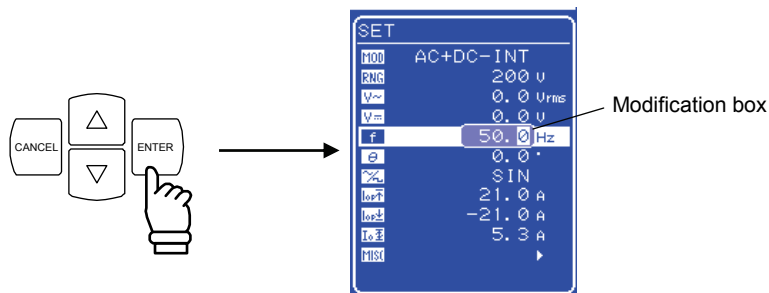 CANCEL
ENTER
SET
MOD AC+DC-INT
RNG 200 V
V~ 0.0 Vrms
V⎓ 0.0 V
f 50.0 Hz
θ 0.0 °
SIN
21.0 A
-21.0 A
5.3 A
MISC
Modification box